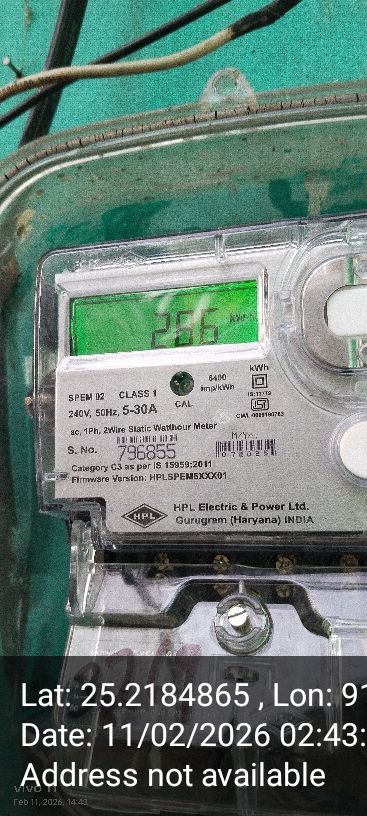 286 kWh
6400 imp/kWh
kWh
SPEM 02 CLASS 1
IS:13779
240V, 50Hz, 5-30A CAL
ac, 1Ph, 2Wire Static Watthour Meter
S. No. 796855
Category C3 as per IS 15959:2011
Firmware Version: HPLSPEM5XXX01
HPL
HPL Electric & Power Ltd.
Gurugram (Haryana) INDIA
Lat: 25.2184865 , Lon: 91
Date: 11/02/2026 02:43:
Address not available
Feb 11, 2026, 14:43